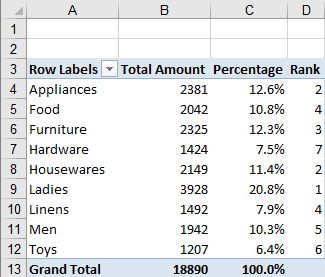 A B C D
1
2
3 Row Labels Total Amount Percentage Rank
4 Appliances 2381 12.6% 2
5 Food 2042 10.8% 4
6 Furniture 2325 12.3% 3
7 Hardware 1424 7.5% 7
8 Housewares 2149 11.4% 2
9 Ladies 3928 20.8% 1
10 Linens 1492 7.9% 4
11 Men 1942 10.3% 5
12 Toys 1207 6.4% 6
13 Grand Total 18890 100.0%